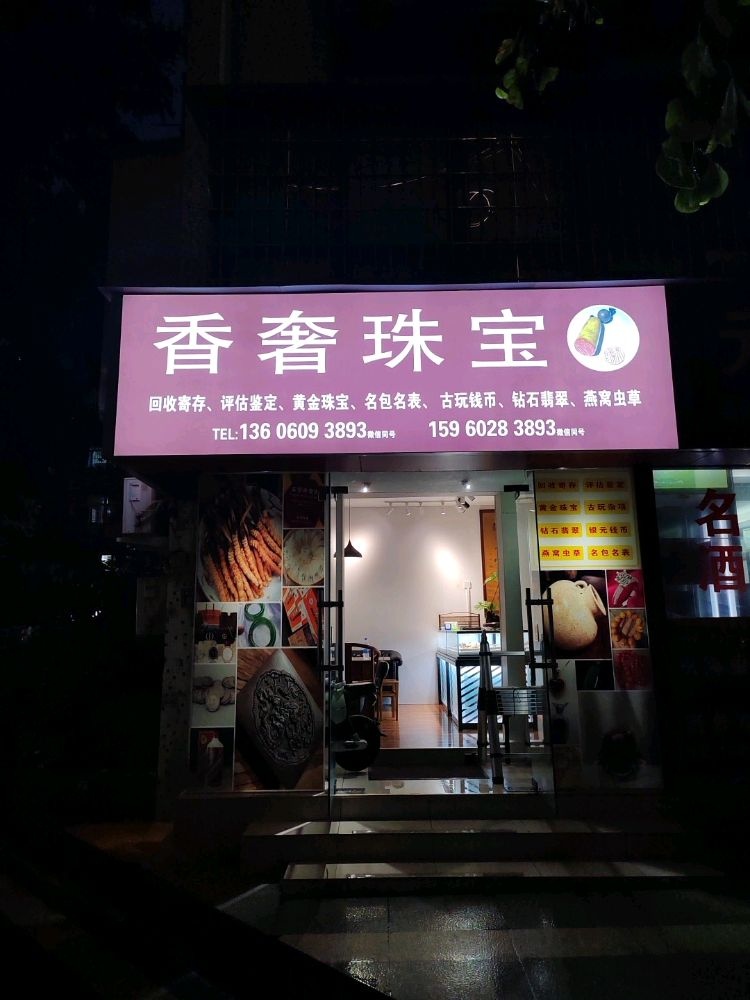 香奢珠宝
回收寄存、评估鉴定、黄金珠宝、名包名表、古玩钱币、钻石翡翠、燕窝虫草
TEL:136 0609 3893微信同号 159 6028 3893微信同号
回收寄存 评估鉴定
黄金珠宝 古玩杂项
钻石翡翠 银元钱币
燕窝虫草 名包名表
名酒